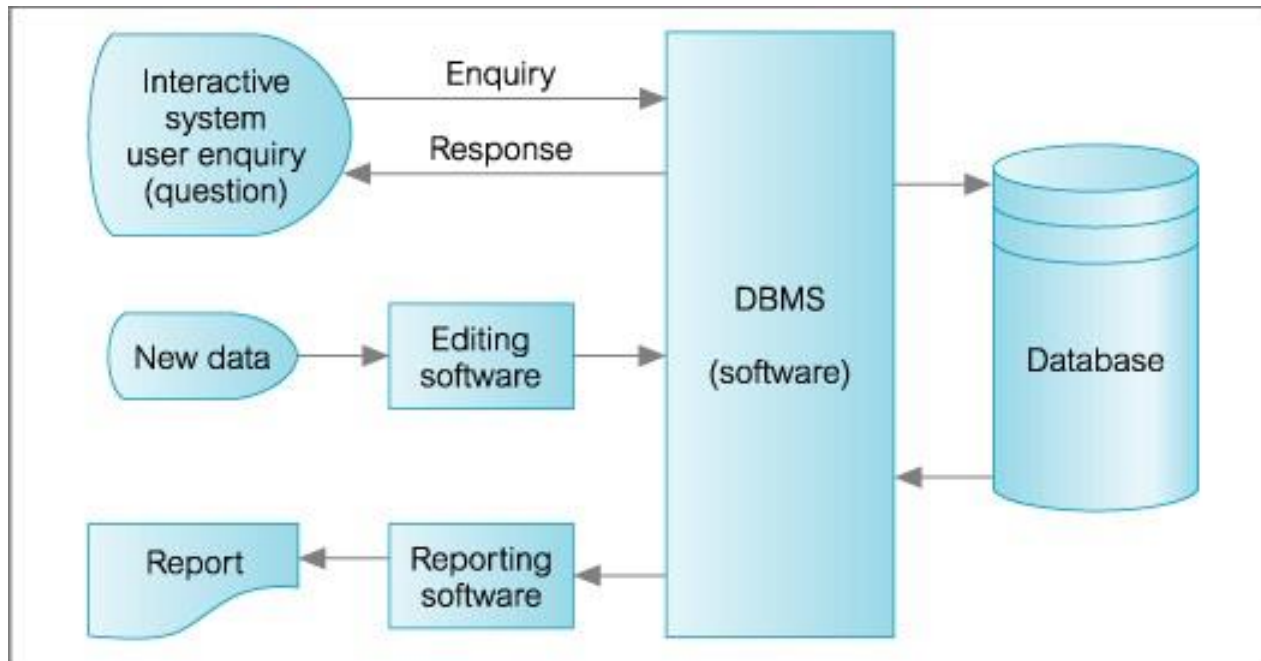 Interactive
system
user enquiry
(question)
Enquiry
Response
New data
Editing
software
DBMS
(software)
Database
Report
Reporting
software